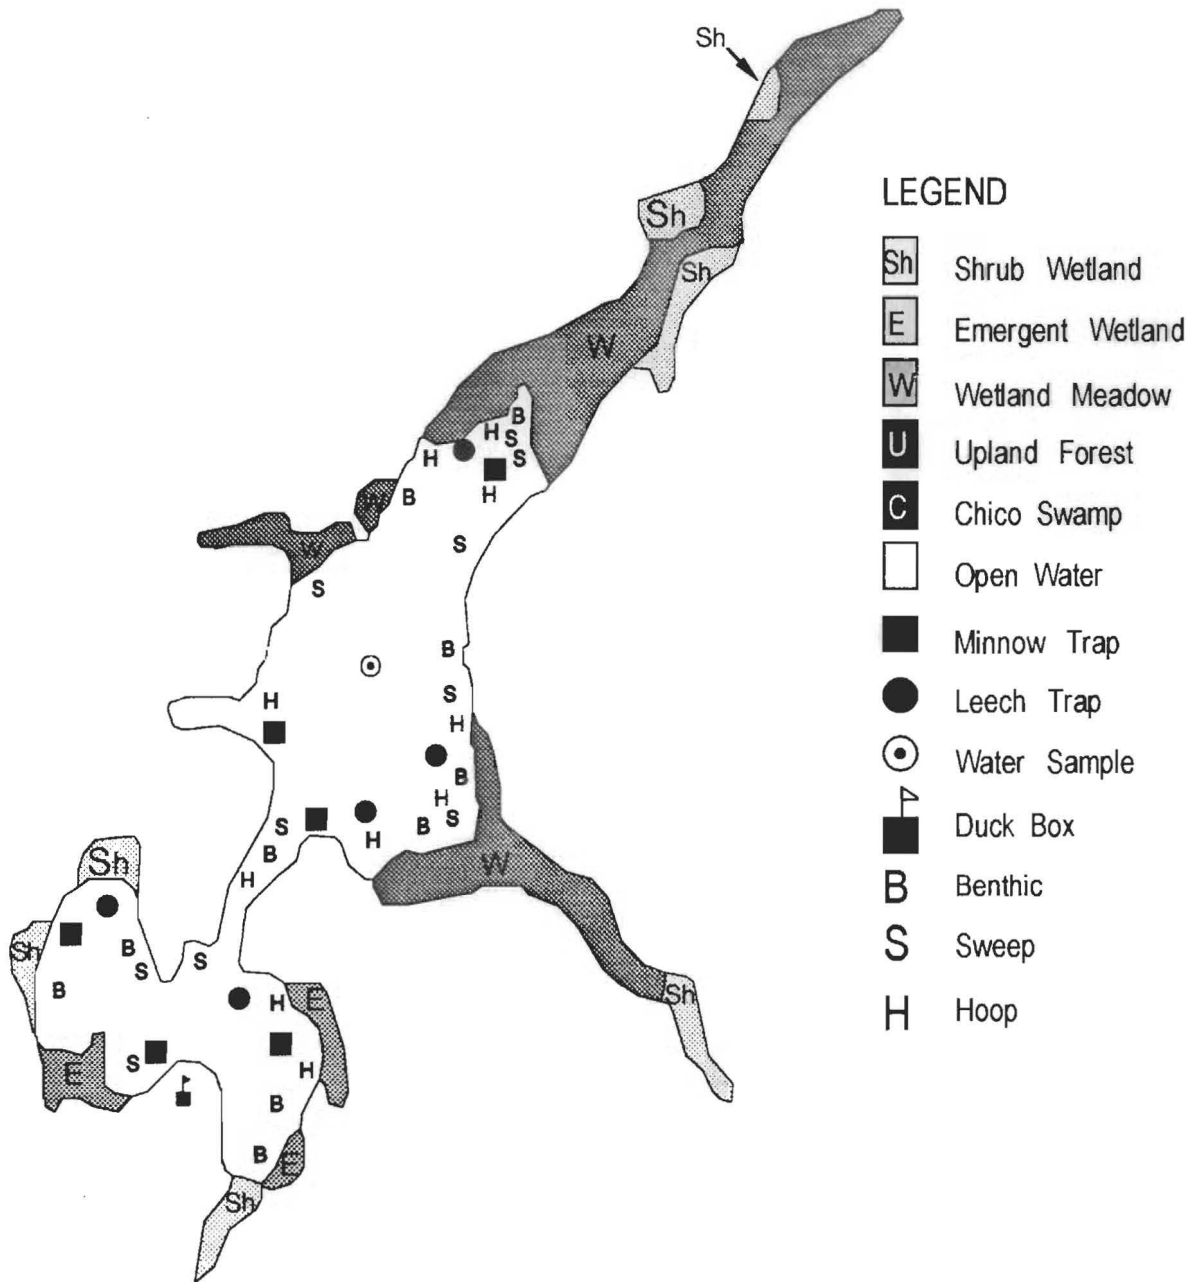 Sh
Sh
Sh
W
B
H
S
H
S
H
W
B
S
W
S
B
H
S
H
B
H
S
S
B
H
B
W
Sh
H
B
Sh
S
S
B
H
E
Sh
H
S
E
B
B
E
Sh
LEGEND
Sh Shrub Wetland
E Emergent Wetland
W Wetland Meadow
U Upland Forest
C Chico Swamp
Open Water
Minnow Trap
Leech Trap
Water Sample
Duck Box
B Benthic
S Sweep
H Hoop